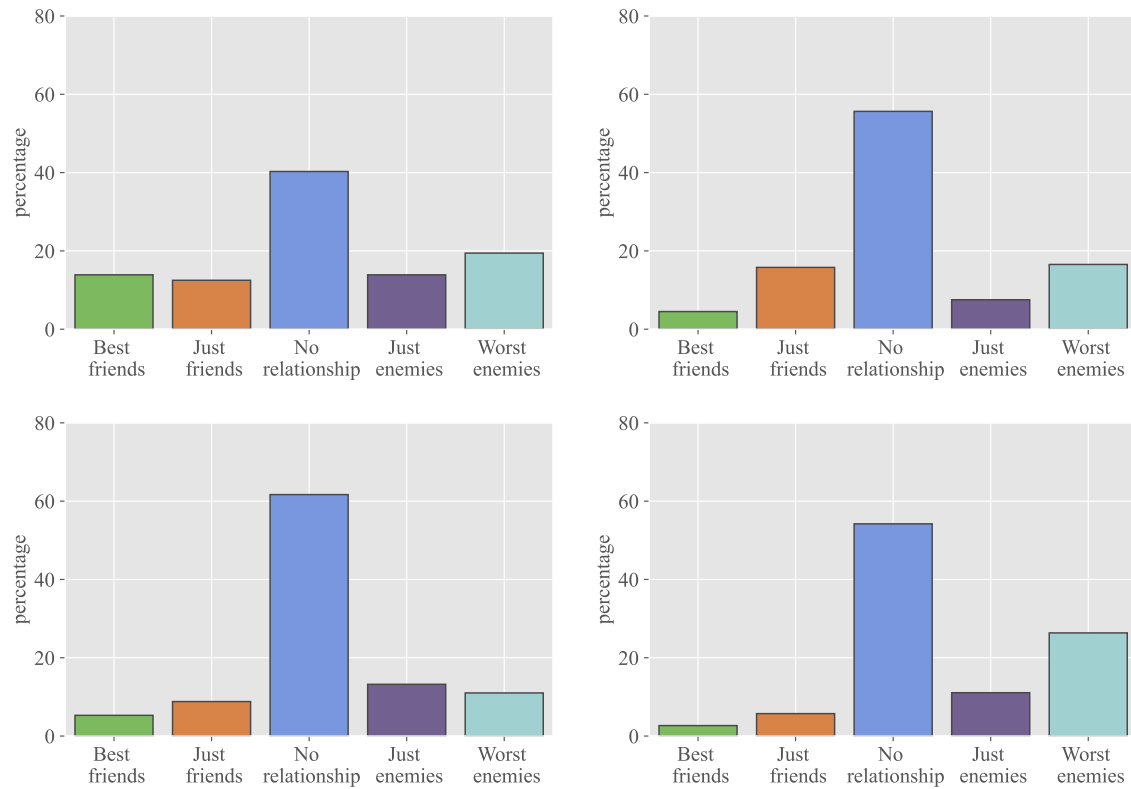 80
60
40
20
0
percentage
Best friends
Just friends
No relationship
Just enemies
Worst enemies
80
60
40
20
0
percentage
Best friends
Just friends
No relationship
Just enemies
Worst enemies
80
60
40
20
0
percentage
Best friends
Just friends
No relationship
Just enemies
Worst enemies
80
60
40
20
0
percentage
Best friends
Just friends
No relationship
Just enemies
Worst enemies